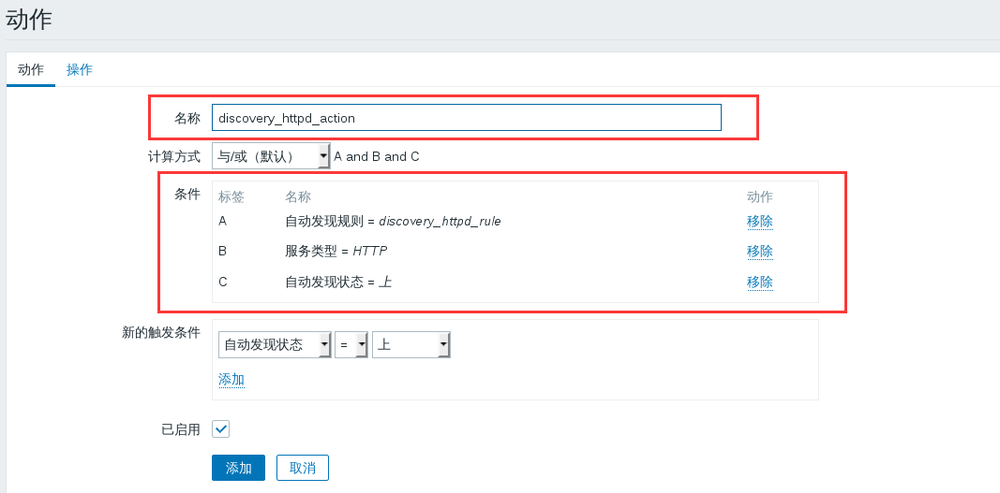 动作
动作 操作
名称 discovery_httpd_action
计算方式 与/或（默认） A and B and C
条件 标签 名称 动作
A 自动发现规则 = discovery_httpd_rule 移除
B 服务类型 = HTTP 移除
C 自动发现状态 = 上 移除
新的触发条件
自动发现状态 = 上
添加
已启用
添加 取消